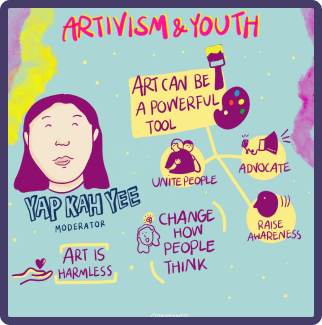 ARTIVISM & YOUTH
ART CAN BE
A POWERFUL
TOOL
UNITE PEOPLE
ADVOCATE
YAP KAH YEE
MODERATOR
CHANGE
HOW
PEOPLE
THINK
RAISE
AWARENESS
ART IS
HARMLESS